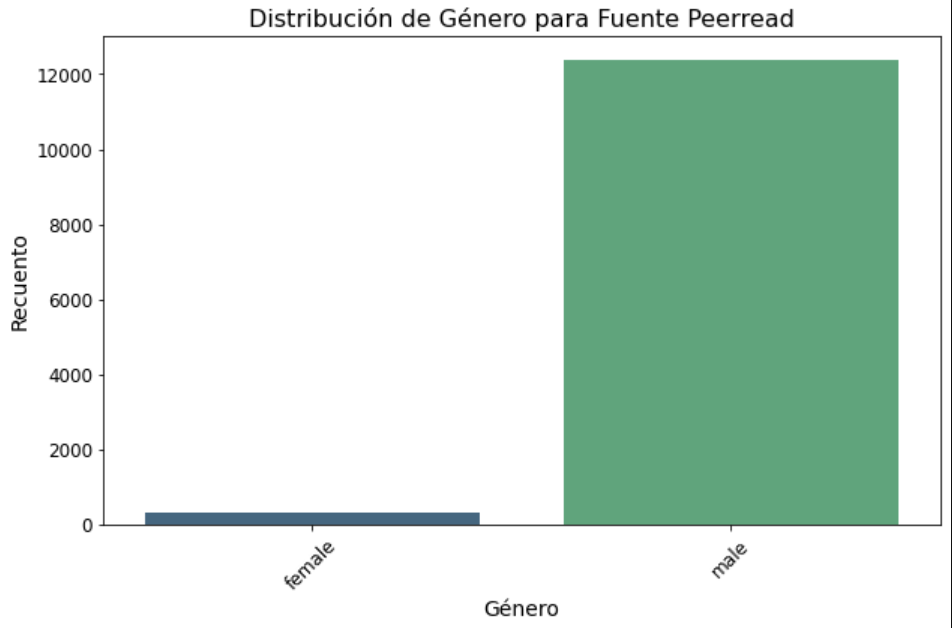 Distribución de Género para Fuente Peerread
12000
10000
8000
6000
4000
2000
0
Recuento
female
male
Género